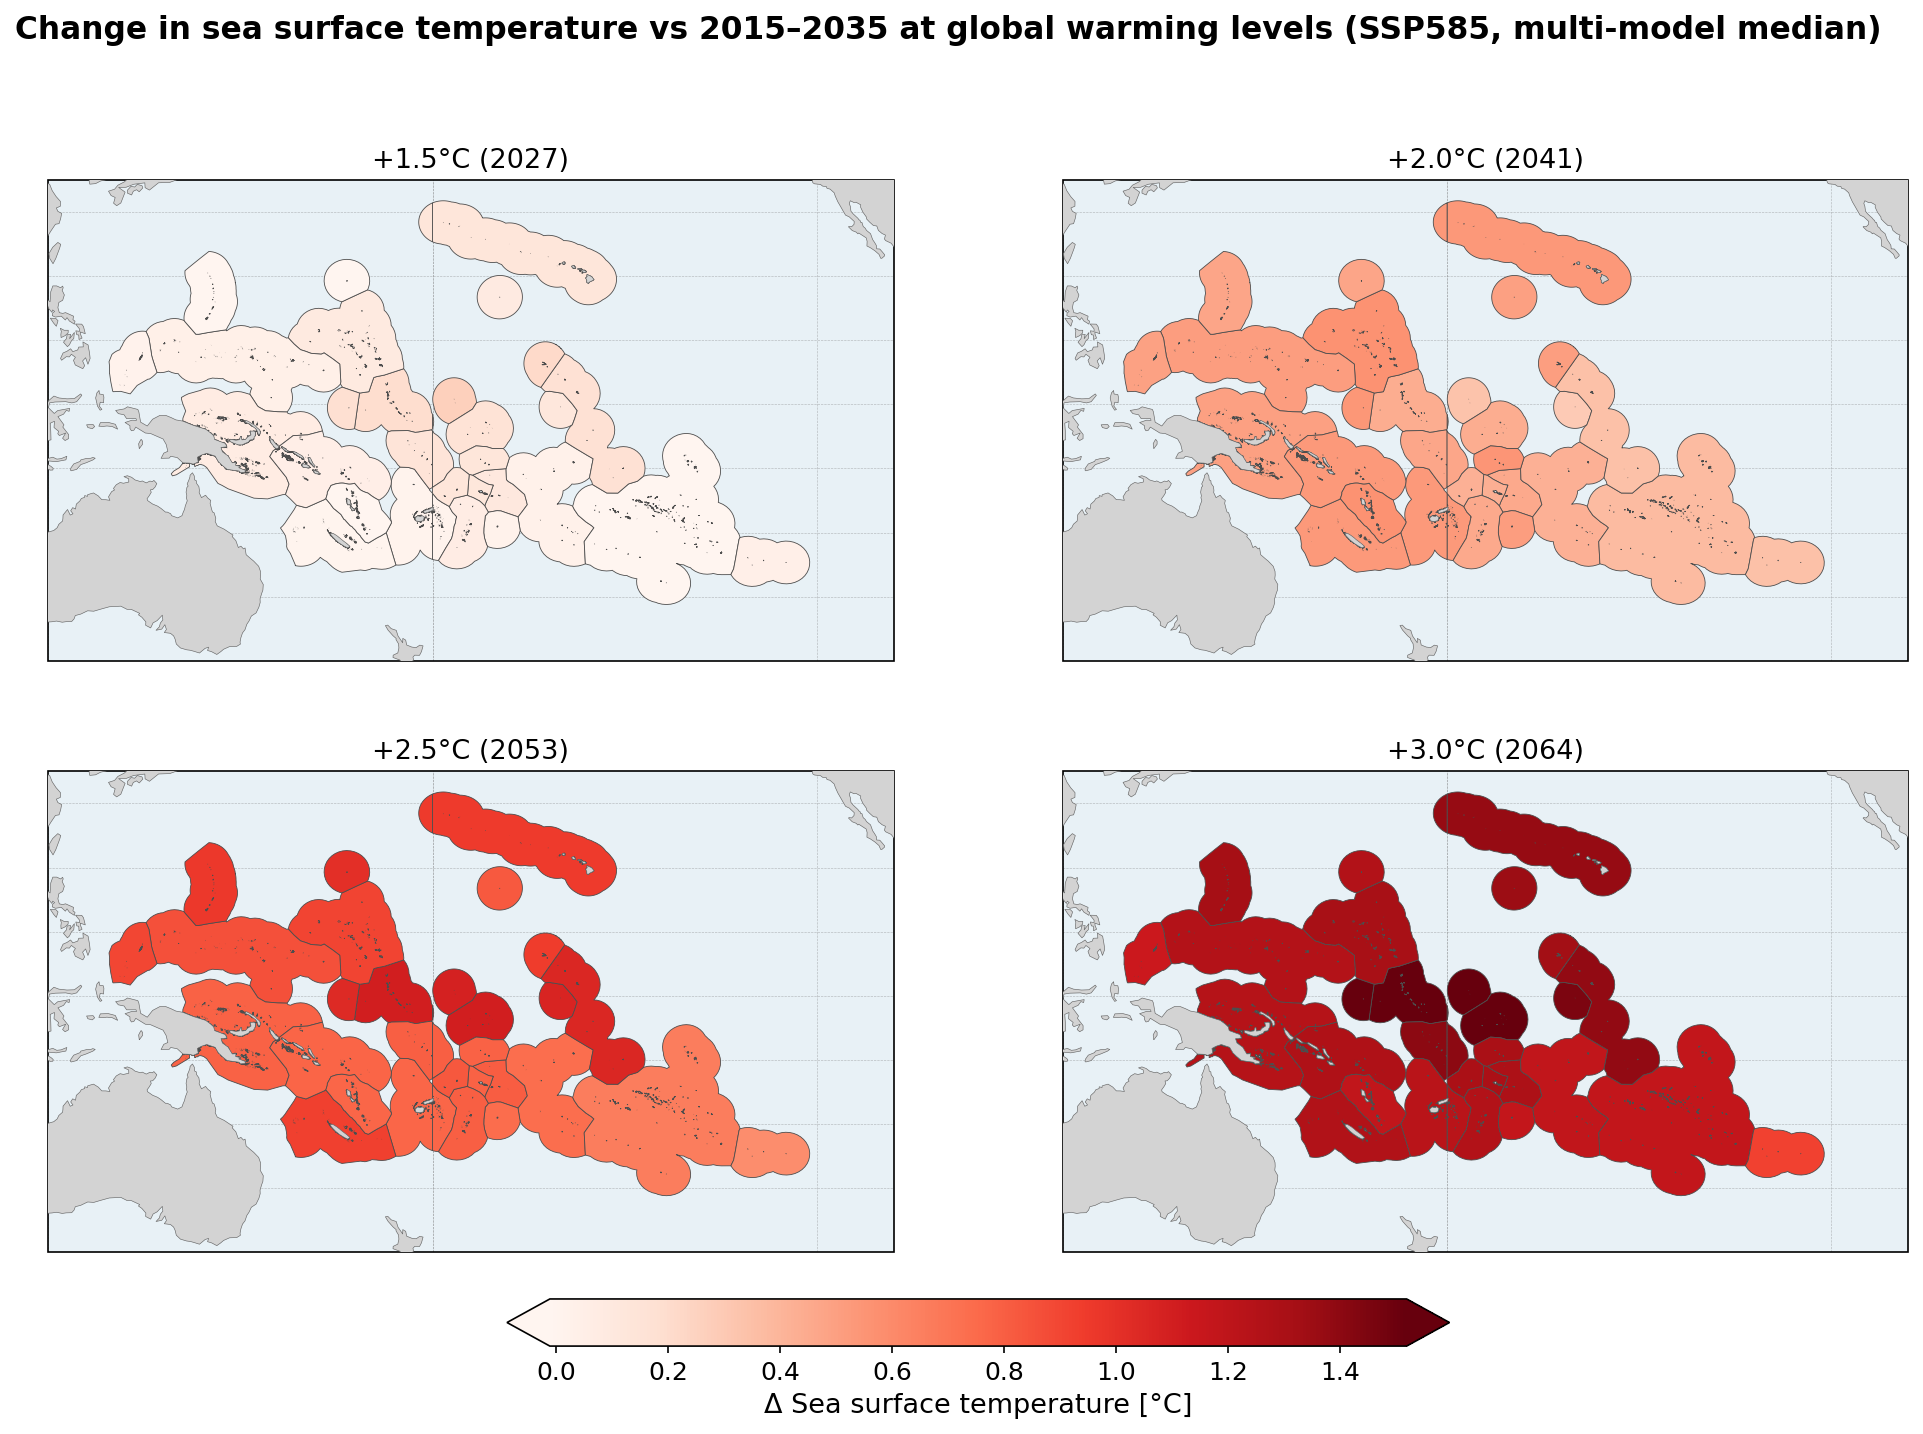 Change in sea surface temperature vs 2015–2035 at global warming levels (SSP585, multi-model median)
+1.5°C (2027)
+2.0°C (2041)
+2.5°C (2053)
+3.0°C (2064)
0.0 0.2 0.4 0.6 0.8 1.0 1.2 1.4
Δ Sea surface temperature [°C]